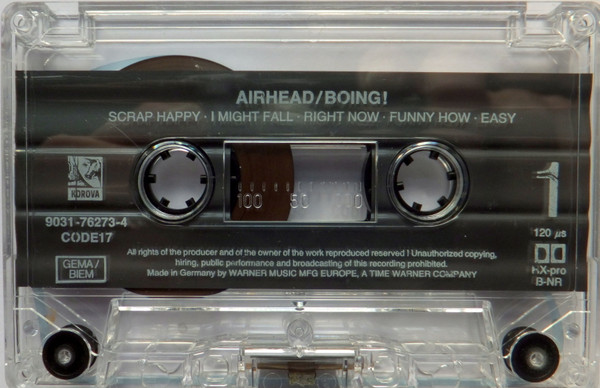 AIRHEAD/BOING!
SCRAP HAPPY · I MIGHT FALL · RIGHT NOW · FUNNY HOW · EASY
KOROVA
1
100 50 0
9031-76273-4
CODE17
120 µs
GEMA/
BIEM
All rights of the producer and of the owner of the work reproduced reserved ! Unauthorized copying,
hiring, public performance and broadcasting of this recording prohibited.
Made in Germany by WARNER MUSIC MFG EUROPE, A TIME WARNER COMPANY
HX-pro
B-NR